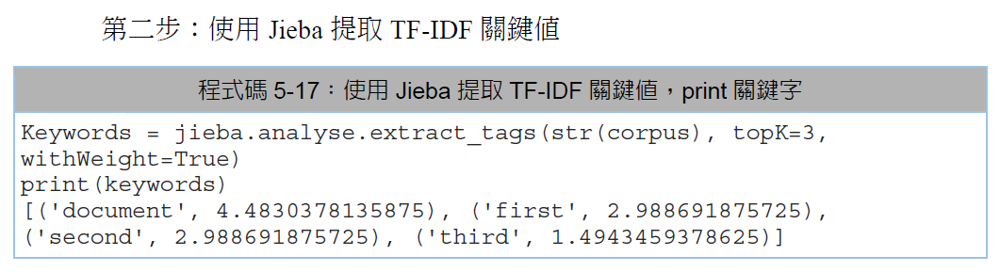 第二步：使用 Jieba 提取 TF-IDF 關鍵值
程式碼 5-17：使用 Jieba 提取 TF-IDF 關鍵值，print 關鍵字
Keywords = jieba.analyse.extract_tags(str(corpus), topK=3,
withWeight=True)
print(keywords)
[('document', 4.4830378135875), ('first', 2.988691875725),
('second', 2.988691875725), ('third', 1.4943459378625)]